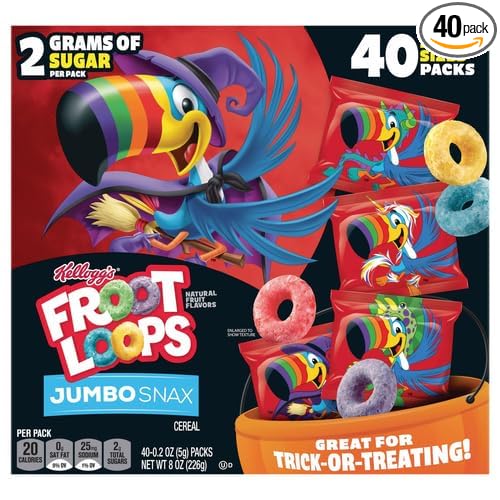 40
pack
2 GRAMS OF
SUGAR
PER PACK
40
PACKS
Kellogg's
FROOT
LOOPS
NATURAL
FRUIT
FLAVORS
JUMBO SNAX
CEREAL
ENLARGED TO
SHOW TEXTURE
PER PACK
20
CALORIES
0g
SAT FAT
0% DV
25mg
SODIUM
1% DV
2g
TOTAL
SUGARS
40-0.2 OZ (5g) PACKS
NET WT 8 OZ (226g)
U D
GREAT FOR
TRICK-OR-TREATING!